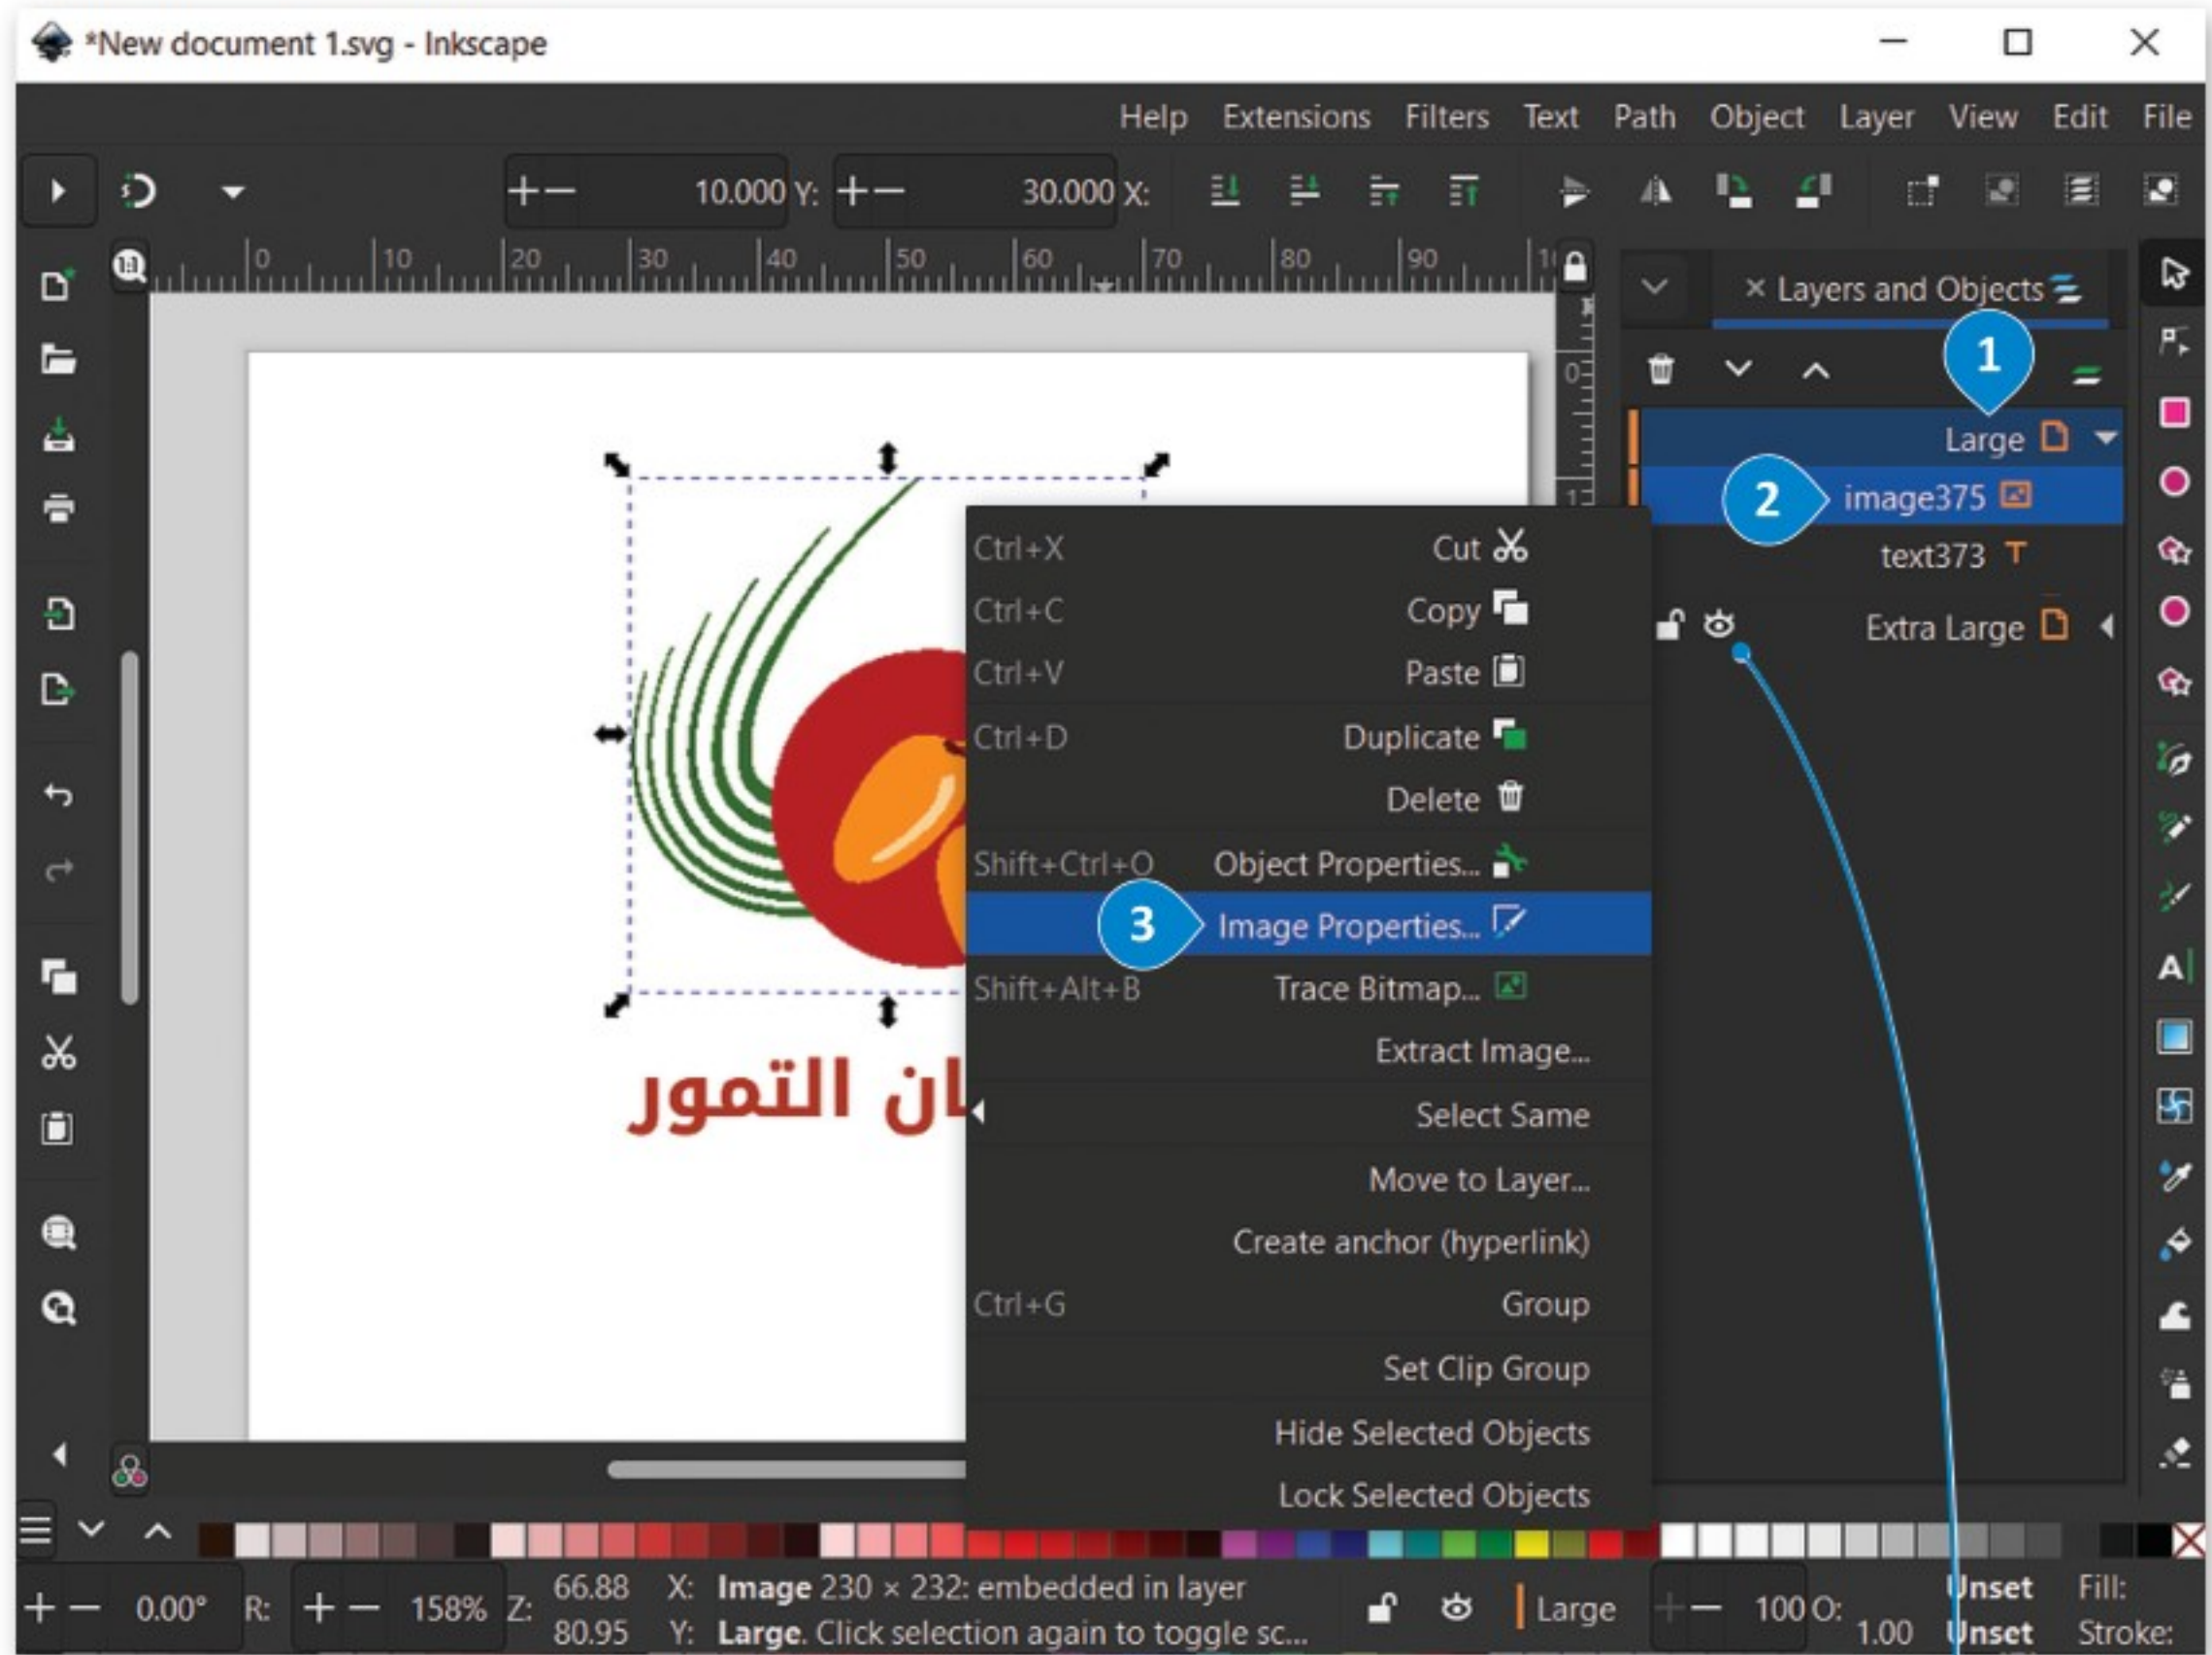 *New document 1.svg - Inkscape
Help Extensions Filters Text Path Object Layer View Edit File
10.000 Y: 30.000 X:
0 10 20 30 40 50 60 70 80 90
Layers and Objects
0
1
Large
2
image375
text373
Extra Large
Ctrl+X Cut
Ctrl+C Copy
Ctrl+V Paste
Ctrl+D Duplicate
Delete
Shift+Ctrl+O Object Properties...
3 Image Properties...
Shift+Alt+B Trace Bitmap...
Extract Image...
Select Same
Move to Layer...
Create anchor (hyperlink)
Ctrl+G Group
Set Clip Group
Hide Selected Objects
Lock Selected Objects
ان التمور
0.00° R: 158% Z: 66.88 X: Image 230 × 232: embedded in layer Large 100 O: Unset Fill:
80.95 Y: Large. Click selection again to toggle sc... 1.00 Unset Stroke: